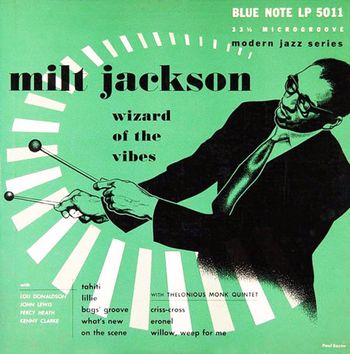 BLUE NOTE LP 5011
33⅓ MICROGROOVE
modern jazz series
milt jackson
wizard
of the
vibes
with
LOU DONALDSON
JOHN LEWIS
PERCY HEATH
KENNY CLARKE
tahiti
lillie
bags' groove
what's new
on the scene
WITH THELONIOUS MONK QUINTET
criss-cross
eronel
willow, weep for me
Paul Bacon